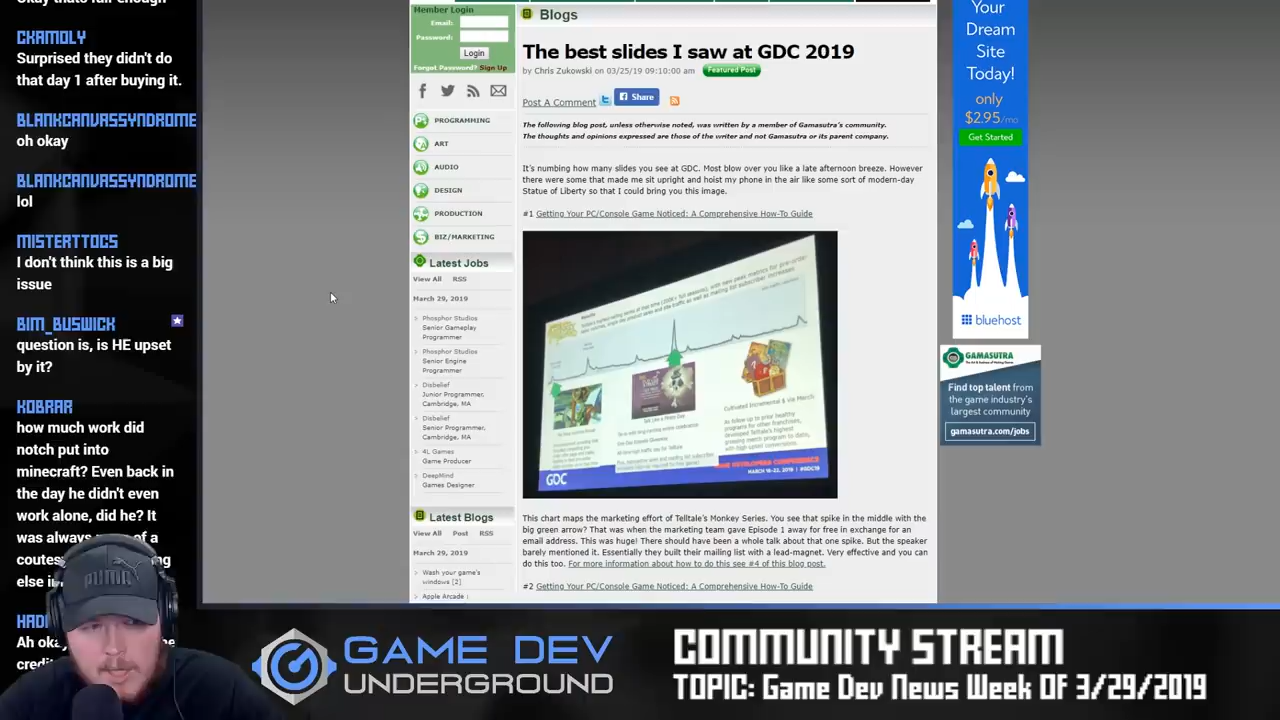 Okay thats fair enough
CKAMOLY
Surprised they didn't do
on day 1 after buying it.
BLANKCANVASSYNDROME
oh okay
BLANKCANVASSYNDROME
lol
MISTERTTOCS
I don't think this is a big
issue
BIM_BUSWICK
question is, is HE upset
by it?
how much work did
minecraft? Even back in
the day he didn't even
work alone, did he? It
was always
else
Ah
PUMA
Member Login
Email:
Password:
Login
Forgot Password? Sign Up
PROGRAMMING
ART
AUDIO
DESIGN
PRODUCTION
BIZ/MARKETING
Latest Jobs
View All RSS
March 29, 2019
Phosphor Studios
Senior Gameplay
Programmer
Phosphor Studios
Senior Engine
Programmer
Disbelief
Junior Programmer,
Cambridge, MA
Disbelief
Senior Programmer,
Cambridge, MA
4L Games
Game Producer
DeepMind
Games Designer
Latest Blogs
View All Post RSS
March 29, 2019
Wash your game's
windows [2]
Apple Arcade :
Blogs
The best slides I saw at GDC 2019
by Chris Zukowski on 03/25/19 09:10:00 am Featured Post
Post A Comment Share
The following blog post, unless otherwise noted, was written by a member of Gamasutra's community.
The thoughts and opinions expressed are those of the writer and not Gamasutra or its parent company.
It's numbing how many slides you see at GDC. Most blow over you like a late afternoon breeze. However
there were some that made me sit upright and hoist my phone in the air like some sort of modern-day
Statue of Liberty so that I could bring you this image.
#1 Getting Your PC/Console Game Noticed: A Comprehensive How-To Guide
Cultivated Incremental $ via Merch
GDC
MARCH 18-22, 2019 | #GDC19
This chart maps the marketing effort of Telltale's Monkey Series. You see that spike in the middle with the
big green arrow? That was when the marketing team gave Episode 1 away for free in exchange for an
email address. This was huge! There should have been a whole talk about that one spike. But the speaker
barely mentioned it. Essentially they built their mailing list with a lead-magnet. Very effective and you can
do this too. For more information about how to do this see #4 of this blog post.
#2 Getting Your PC/Console Game Noticed: A Comprehensive How-To Guide
Your
Dream
Site
Today!
only
$2.95/mo
Get Started
bluehost
GAMASUTRA
Find top talent from
the game industry's
largest community
gamasutra.com/jobs
GAME DEV
UNDERGROUND
COMMUNITY STREAM
TOPIC: Game Dev News Week OF 3/29/2019